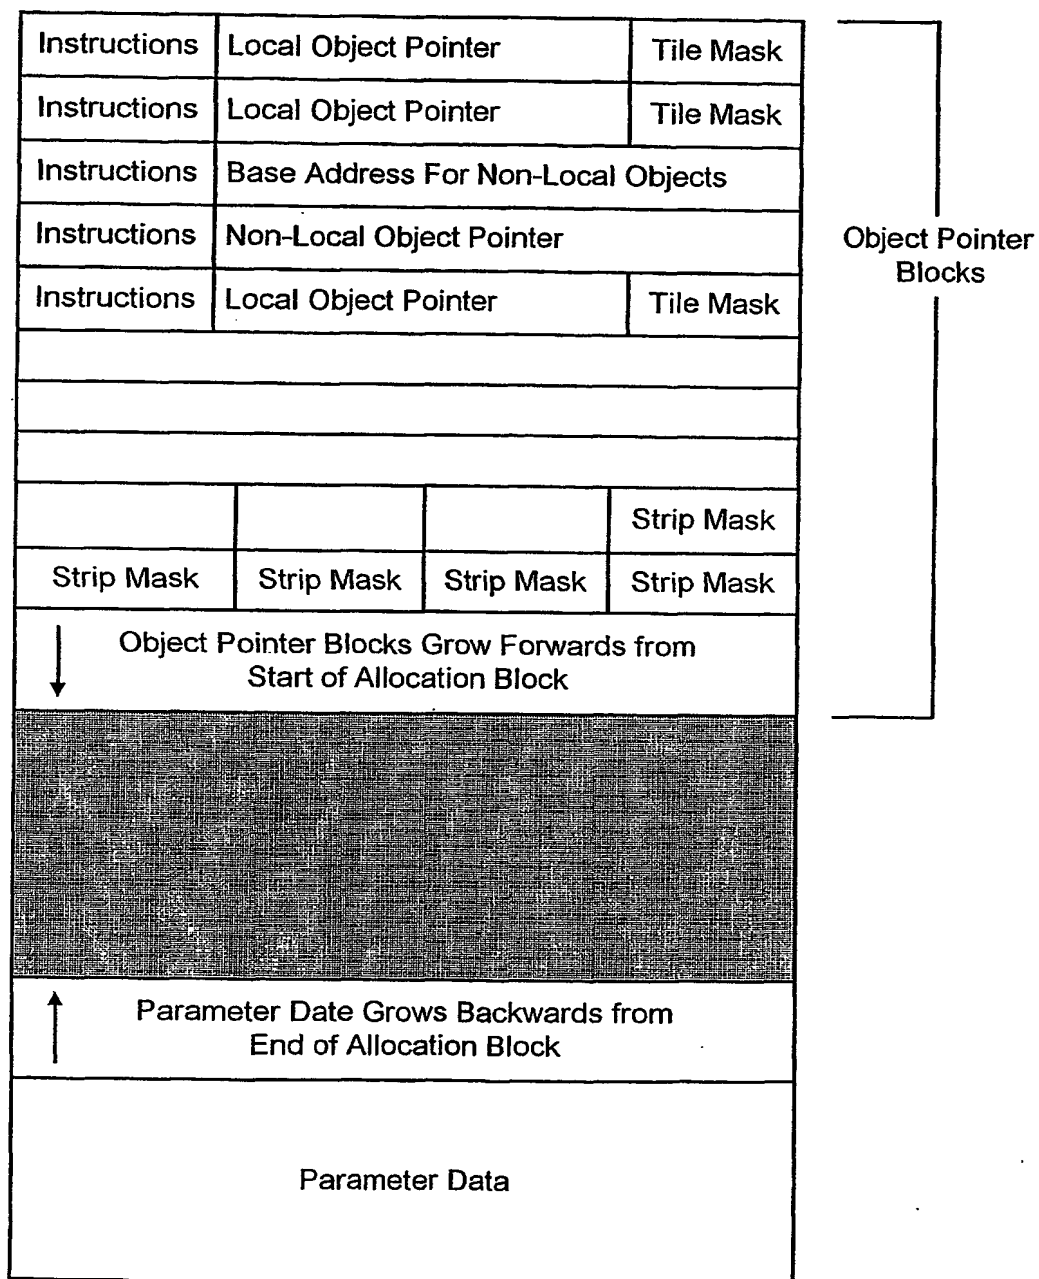 Instructions Local Object Pointer Tile Mask
Instructions Local Object Pointer Tile Mask
Instructions Base Address For Non-Local Objects
Instructions Non-Local Object Pointer
Instructions Local Object Pointer Tile Mask
Object Pointer
Blocks
Strip Mask
Strip Mask Strip Mask Strip Mask Strip Mask
Object Pointer Blocks Grow Forwards from
Start of Allocation Block
Parameter Date Grows Backwards from
End of Allocation Block
Parameter Data